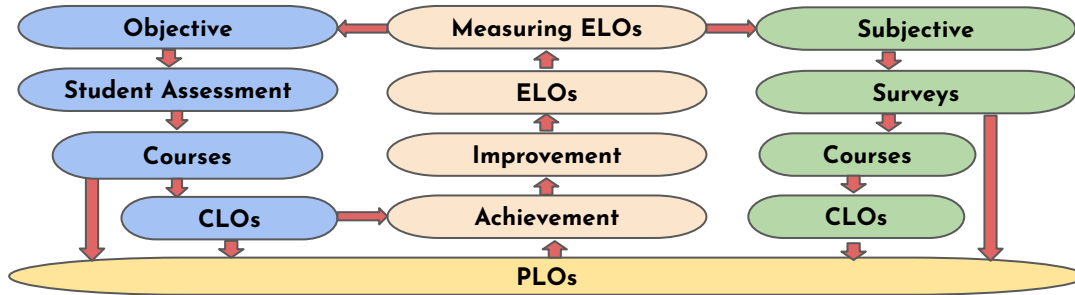 Objective
Measuring ELOs
Subjective
Student Assessment
ELOs
Surveys
Courses
Improvement
Courses
CLOs
Achievement
CLOs
PLOs